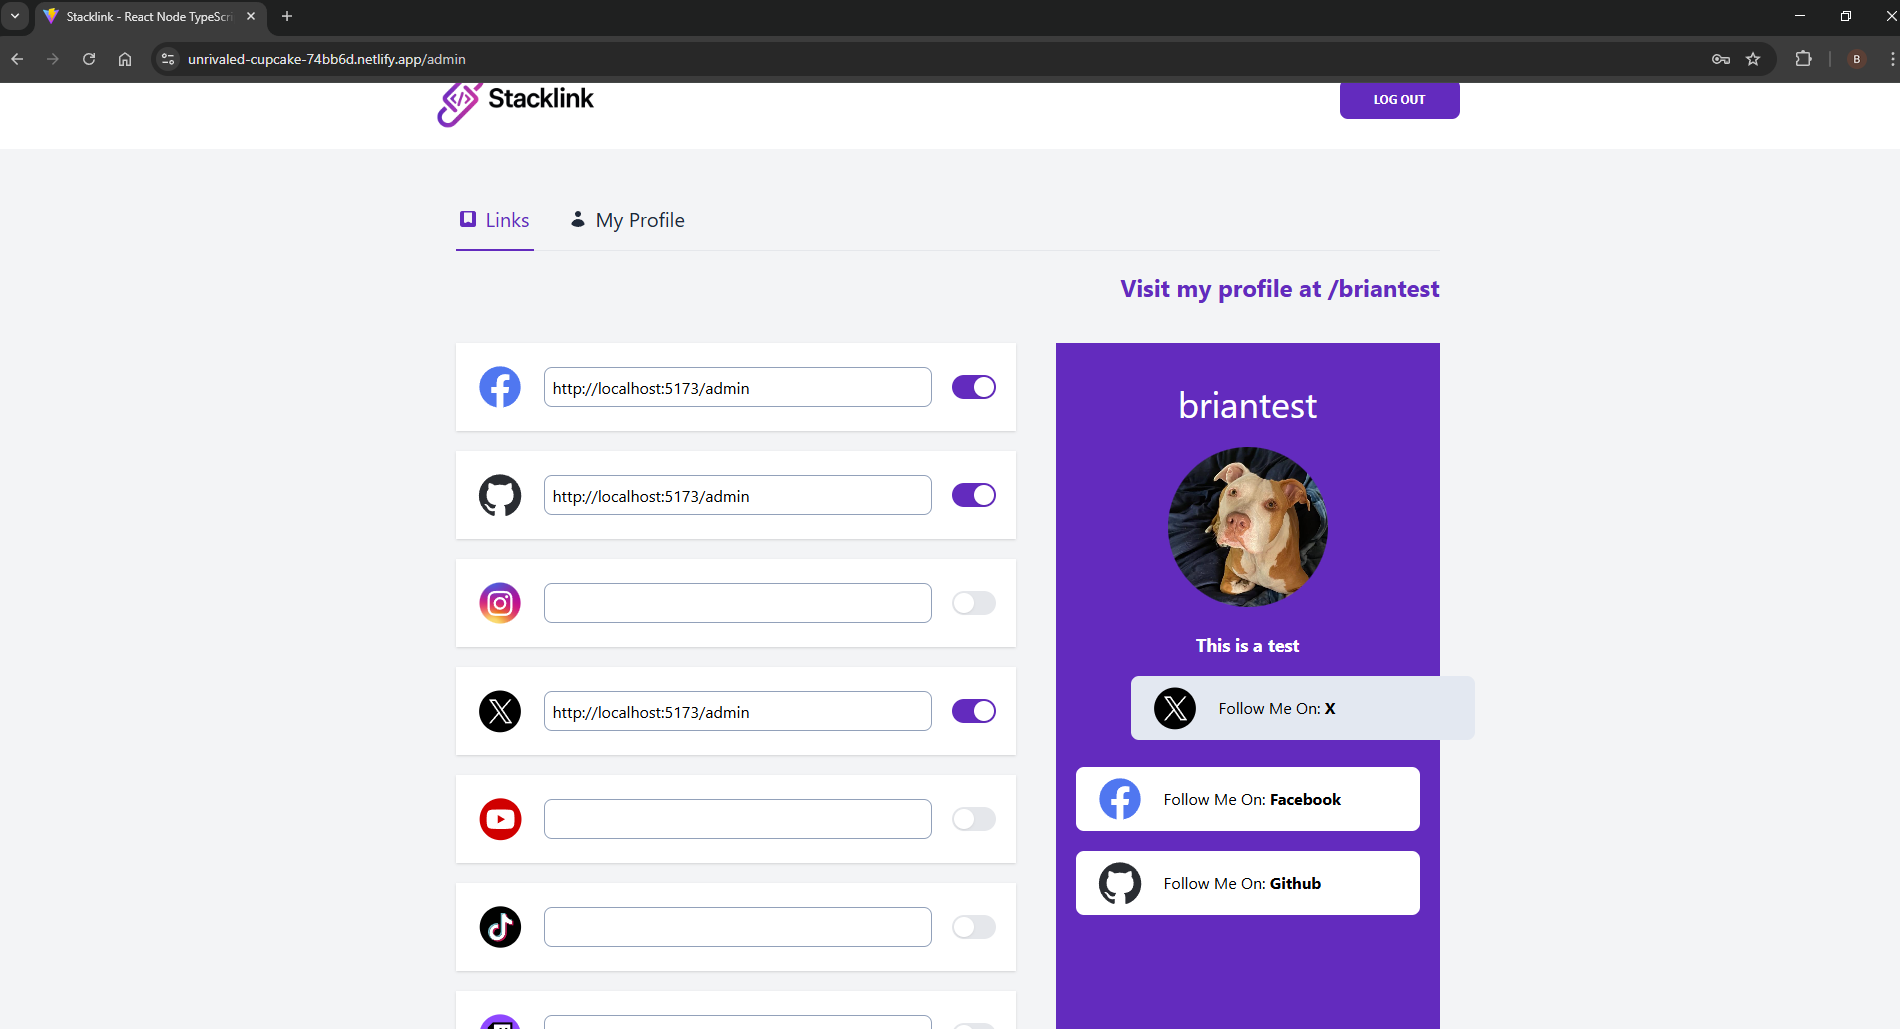 Stacklink - React Node TypeScri
unrivaled-cupcake-74bb6d.netlify.app/admin
B
Stacklink
LOG OUT
Links
My Profile
Visit my profile at /briantest
http://localhost:5173/admin
http://localhost:5173/admin
http://localhost:5173/admin
briantest
This is a test
Follow Me On: X
Follow Me On: Facebook
Follow Me On: Github